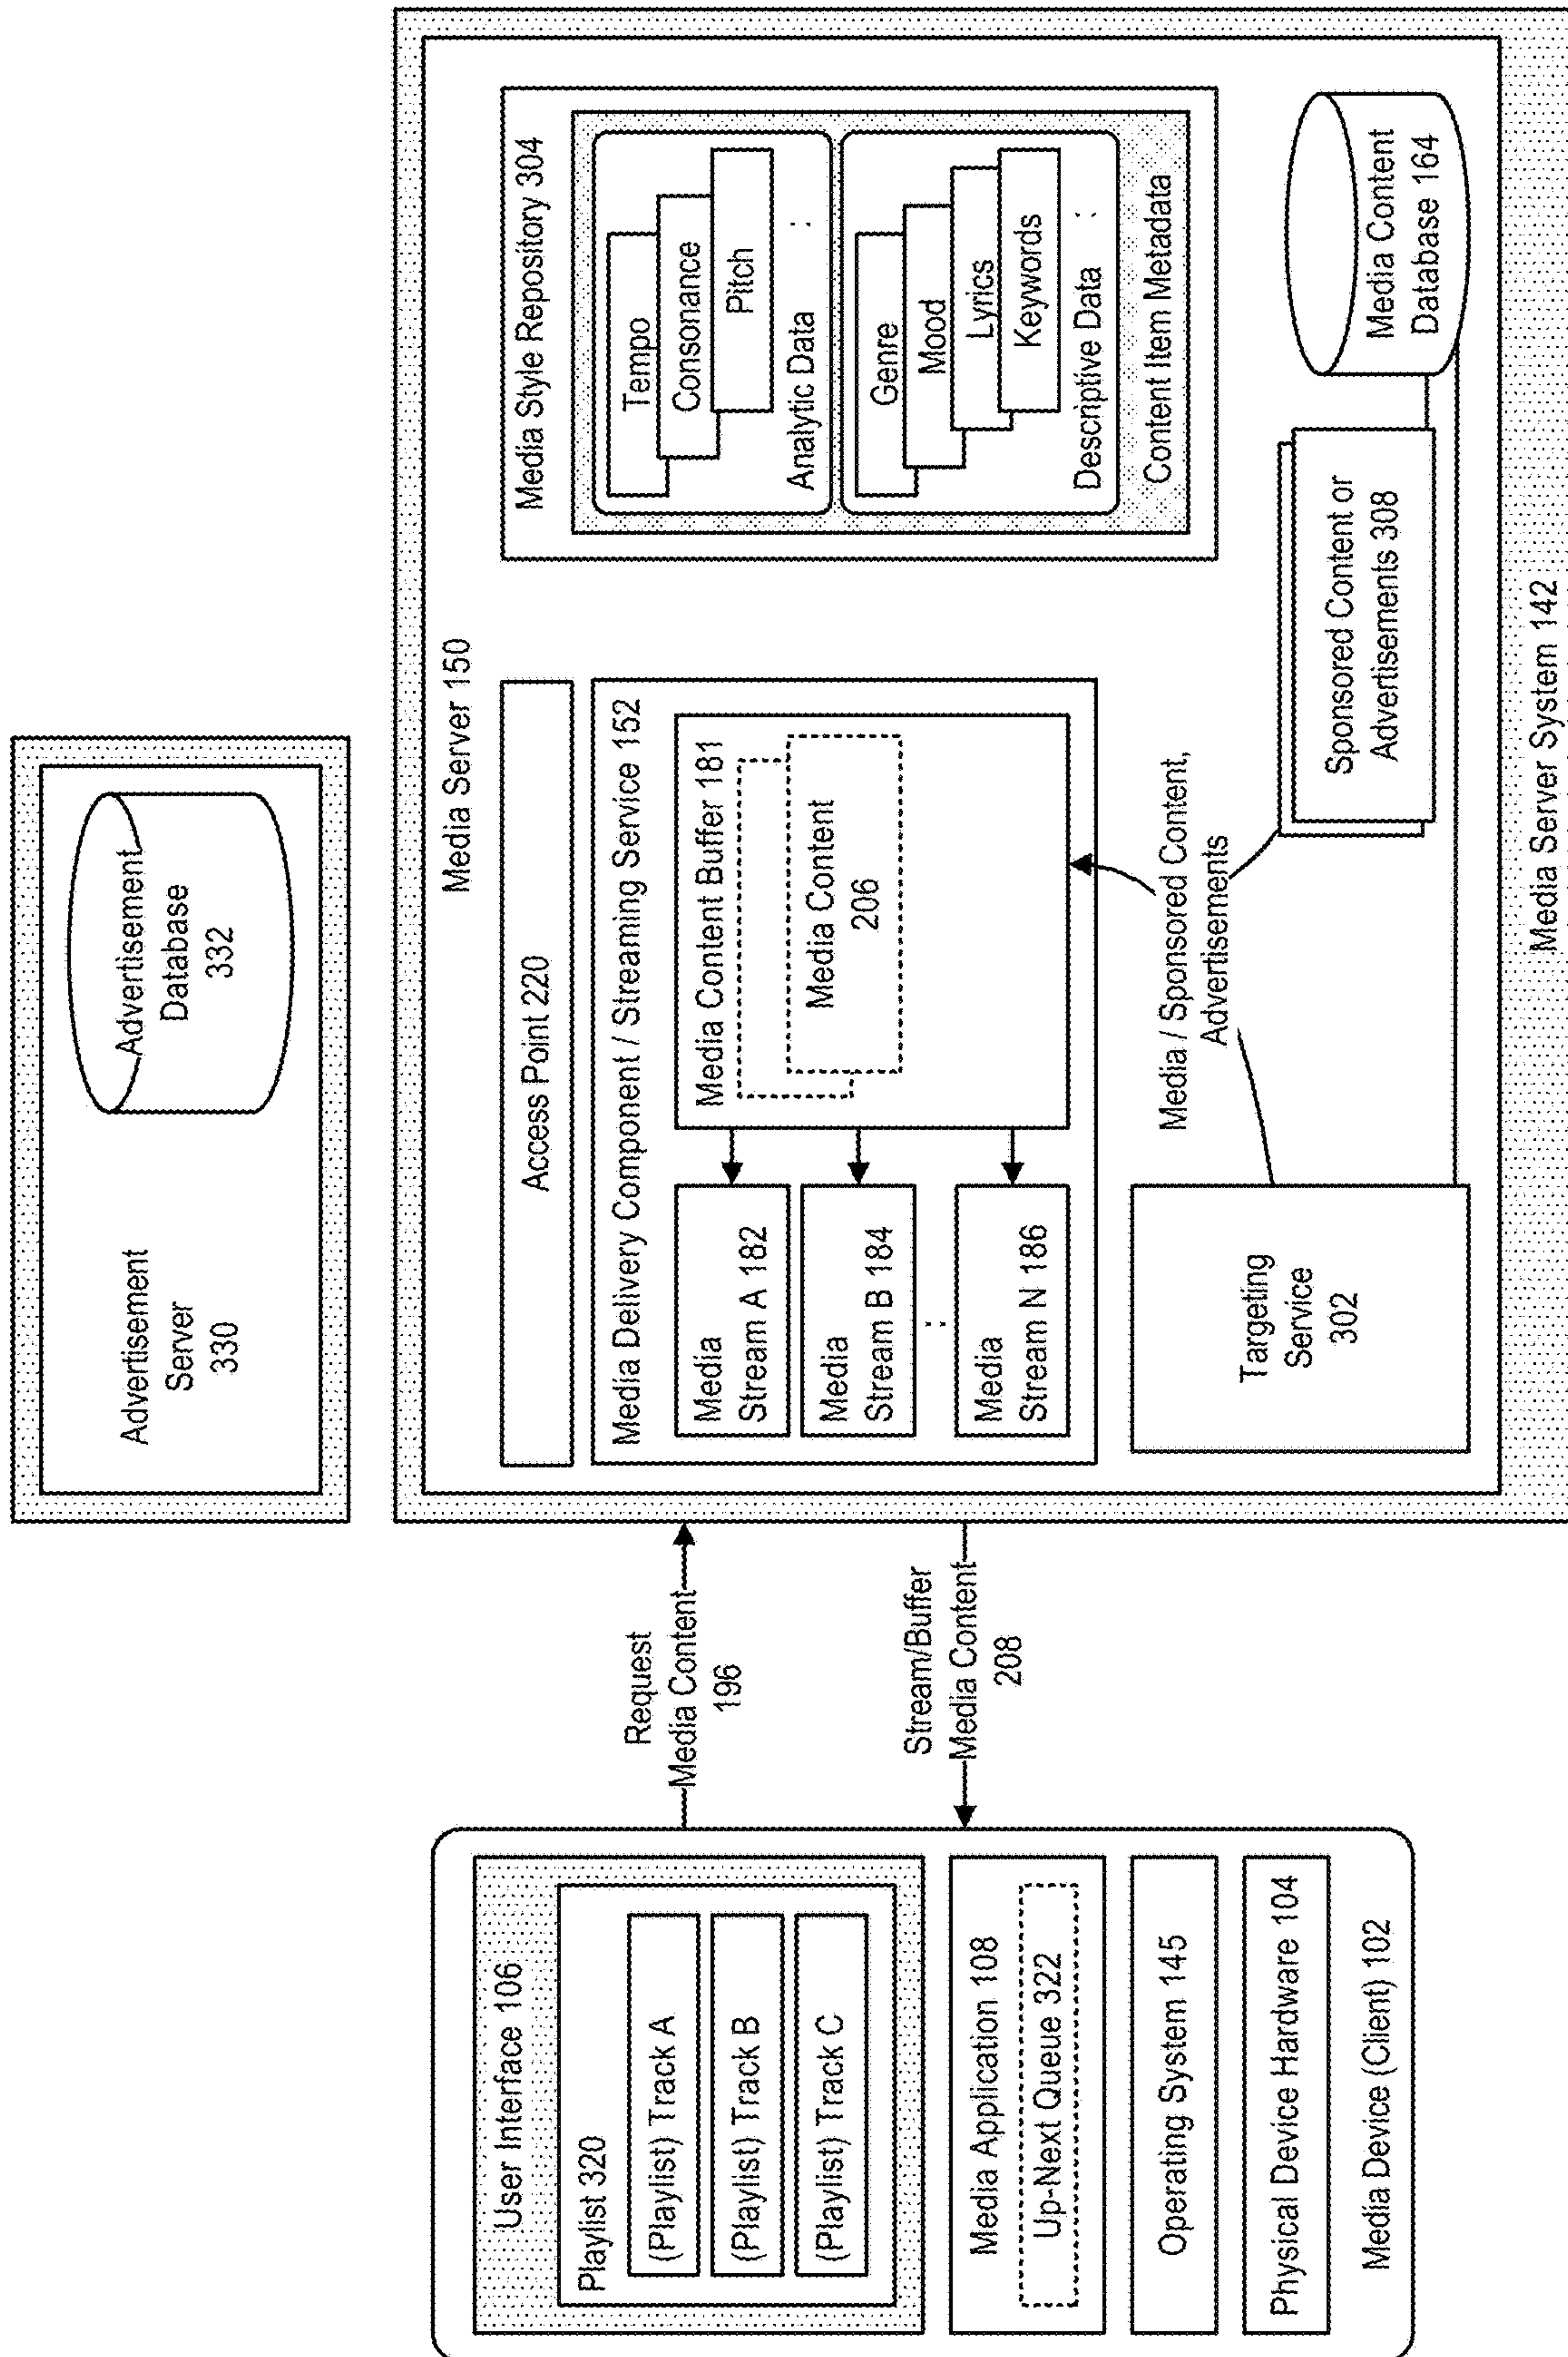 Advertisement
Server
330
Advertisement
Database
332
User Interface 106
Playlist 320
(Playlist) Track A
(Playlist) Track B
(Playlist) Track C
Media Application 108
Up-Next Queue 322
Operating System 145
Physical Device Hardware 104
Media Device (Client) 102
Request
Media Content
196
Stream/Buffer
Media Content
208
Media Server 150
Access Point 220
Media Delivery Component / Streaming Service 152
Media
Stream A 182
Media
Stream B 184
:
Media
Stream N 186
Media Content Buffer 181
Media Content
206
Targeting
Service
302
Media / Sponsored Content,
Advertisements
Sponsored Content or
Advertisements 308
Media Style Repository 304
Tempo
Consonance
Pitch
Analytic Data :
Genre
Mood
Lyrics
Keywords
Descriptive Data :
Content Item Metadata
Media Content
Database 164
Media Server System 142